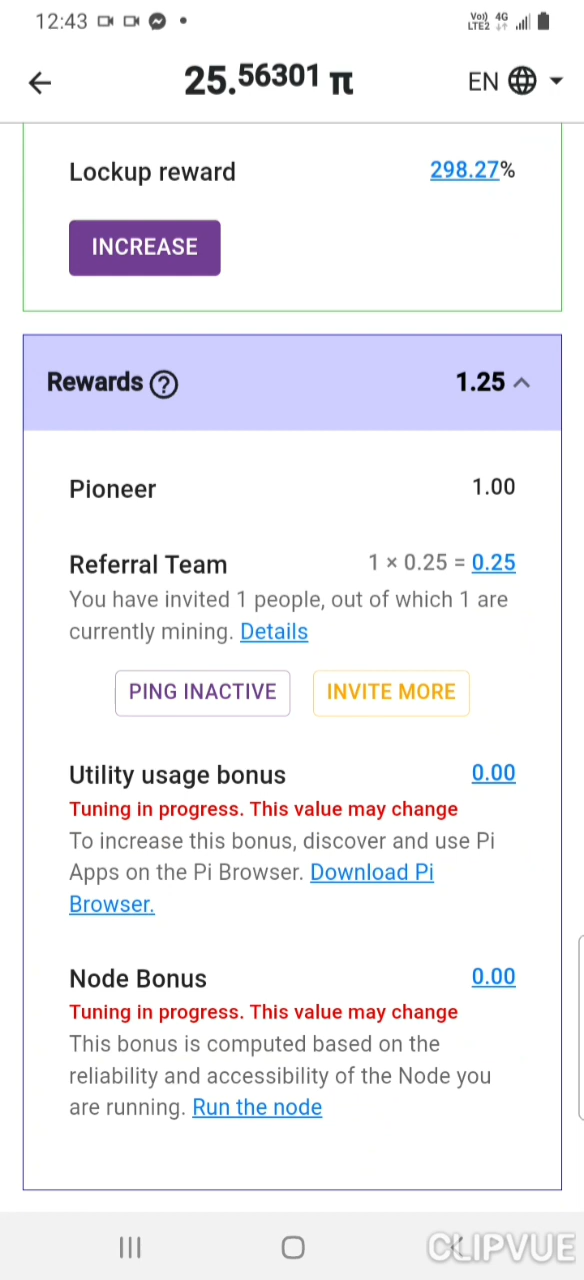 12:43
Vo)) 4G
LTE2
25.56301 π EN
Lockup reward 298.27%
INCREASE
Rewards ? 1.25
Pioneer 1.00
Referral Team 1 × 0.25 = 0.25
You have invited 1 people, out of which 1 are
currently mining. Details
PING INACTIVE INVITE MORE
Utility usage bonus 0.00
Tuning in progress. This value may change
To increase this bonus, discover and use Pi
Apps on the Pi Browser. Download Pi
Browser.
Node Bonus 0.00
Tuning in progress. This value may change
This bonus is computed based on the
reliability and accessibility of the Node you
are running. Run the node
CLIPVUE